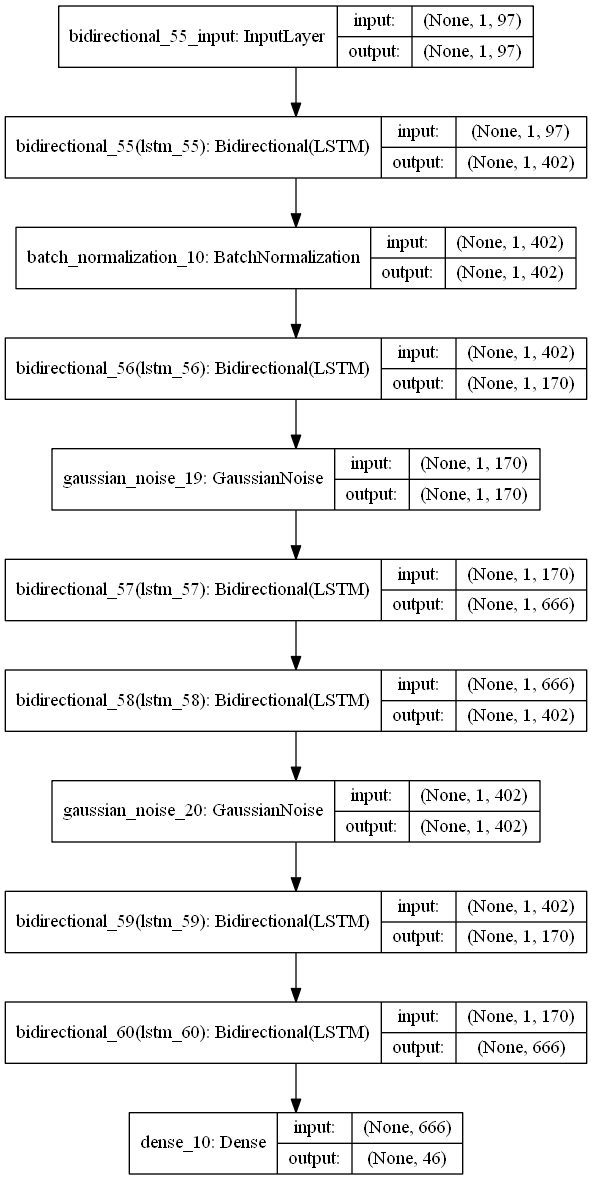 bidirectional_55_input: InputLayer
input: (None, 1, 97)
output: (None, 1, 97)
bidirectional_55(lstm_55): Bidirectional(LSTM)
input: (None, 1, 97)
output: (None, 1, 402)
batch_normalization_10: BatchNormalization
input: (None, 1, 402)
output: (None, 1, 402)
bidirectional_56(lstm_56): Bidirectional(LSTM)
input: (None, 1, 402)
output: (None, 1, 170)
gaussian_noise_19: GaussianNoise
input: (None, 1, 170)
output: (None, 1, 170)
bidirectional_57(lstm_57): Bidirectional(LSTM)
input: (None, 1, 170)
output: (None, 1, 666)
bidirectional_58(lstm_58): Bidirectional(LSTM)
input: (None, 1, 666)
output: (None, 1, 402)
gaussian_noise_20: GaussianNoise
input: (None, 1, 402)
output: (None, 1, 402)
bidirectional_59(lstm_59): Bidirectional(LSTM)
input: (None, 1, 402)
output: (None, 1, 170)
bidirectional_60(lstm_60): Bidirectional(LSTM)
input: (None, 1, 170)
output: (None, 666)
dense_10: Dense
input: (None, 666)
output: (None, 46)